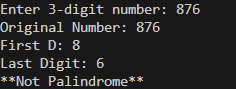 Enter 3-digit number: 876
Original Number: 876
First D: 8
Last Digit: 6
**Not Palindrome**